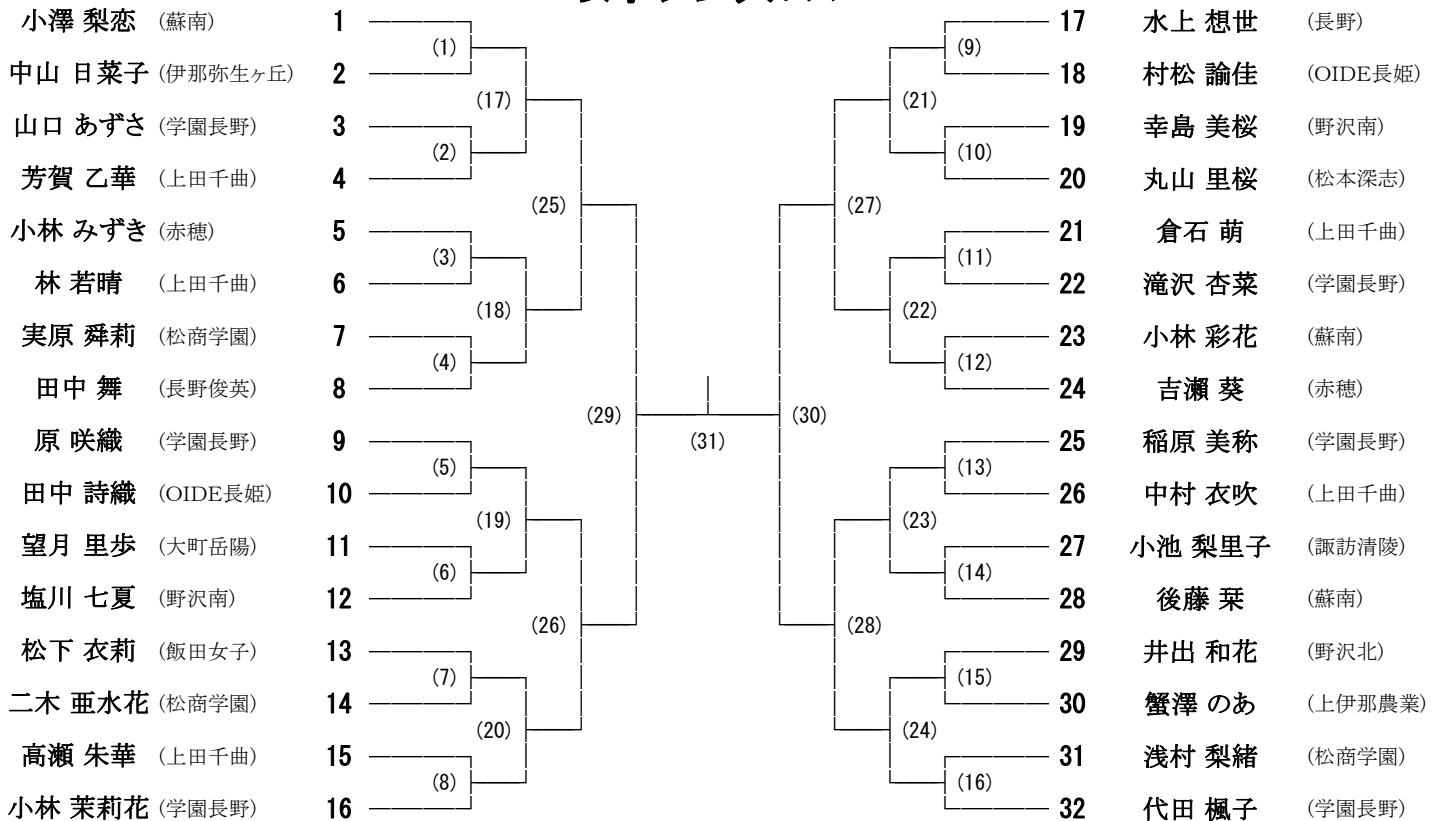 小澤 梨恋 (蘇南) 1
中山 日菜子 (伊那弥生ヶ丘) 2
山口 あずさ (学園長野) 3
芳賀 乙華 (上田千曲) 4
小林 みずき (赤穂) 5
林 若晴 (上田千曲) 6
実原 舜莉 (松商学園) 7
田中 舞 (長野俊英) 8
原 咲織 (学園長野) 9
田中 詩織 (OIDE長姫) 10
望月 里歩 (大町岳陽) 11
塩川 七夏 (野沢南) 12
松下 衣莉 (飯田女子) 13
二木 亜水花 (松商学園) 14
高瀬 朱華 (上田千曲) 15
小林 茉莉花 (学園長野) 16
(1)
(2)
(3)
(4)
(5)
(6)
(7)
(8)
(17)
(18)
(19)
(20)
(25)
(26)
(29)
(31)
(30)
(27)
(28)
(21)
(22)
(23)
(24)
(9)
(10)
(11)
(12)
(13)
(14)
(15)
(16)
17 水上 想世 (長野)
18 村松 諭佳 (OIDE長姫)
19 幸島 美桜 (野沢南)
20 丸山 里桜 (松本深志)
21 倉石 萌 (上田千曲)
22 滝沢 杏菜 (学園長野)
23 小林 彩花 (蘇南)
24 吉瀬 葵 (赤穂)
25 稲原 美称 (学園長野)
26 中村 衣吹 (上田千曲)
27 小池 梨里子 (諏訪清陵)
28 後藤 栞 (蘇南)
29 井出 和花 (野沢北)
30 蟹澤 のあ (上伊那農業)
31 浅村 梨緒 (松商学園)
32 代田 楓子 (学園長野)